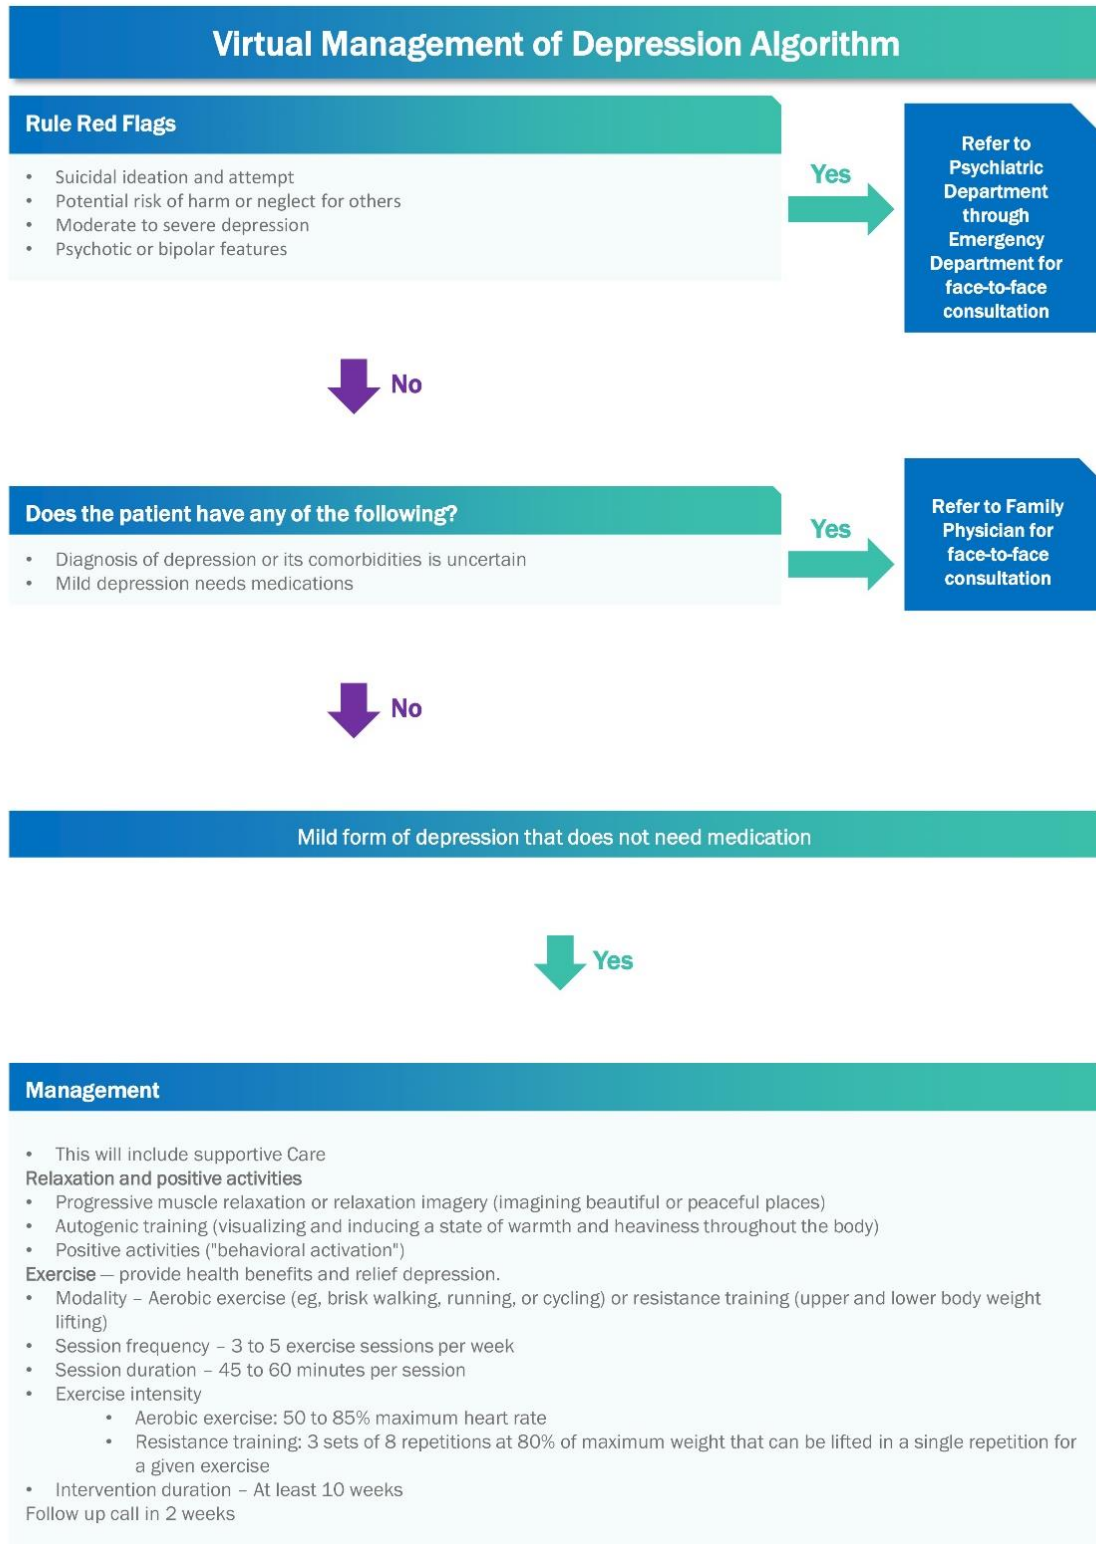 Virtual Management of Depression Algorithm
Rule Red Flags
• Suicidal ideation and attempt
• Potential risk of harm or neglect for others
• Moderate to severe depression
• Psychotic or bipolar features
Yes
Refer to
Psychiatric
Department
through
Emergency
Department for
face-to-face
consultation
No
Does the patient have any of the following?
• Diagnosis of depression or its comorbidities is uncertain
• Mild depression needs medications
Yes
Refer to Family
Physician for
face-to-face
consultation
No
Mild form of depression that does not need medication
Yes
Management
• This will include supportive Care
Relaxation and positive activities
• Progressive muscle relaxation or relaxation imagery (imagining beautiful or peaceful places)
• Autogenic training (visualizing and inducing a state of warmth and heaviness throughout the body)
• Positive activities ("behavioral activation")
Exercise — provide health benefits and relief depression.
• Modality – Aerobic exercise (eg, brisk walking, running, or cycling) or resistance training (upper and lower body weight
lifting)
• Session frequency – 3 to 5 exercise sessions per week
• Session duration – 45 to 60 minutes per session
• Exercise intensity
• Aerobic exercise: 50 to 85% maximum heart rate
• Resistance training: 3 sets of 8 repetitions at 80% of maximum weight that can be lifted in a single repetition for
a given exercise
• Intervention duration – At least 10 weeks
Follow up call in 2 weeks